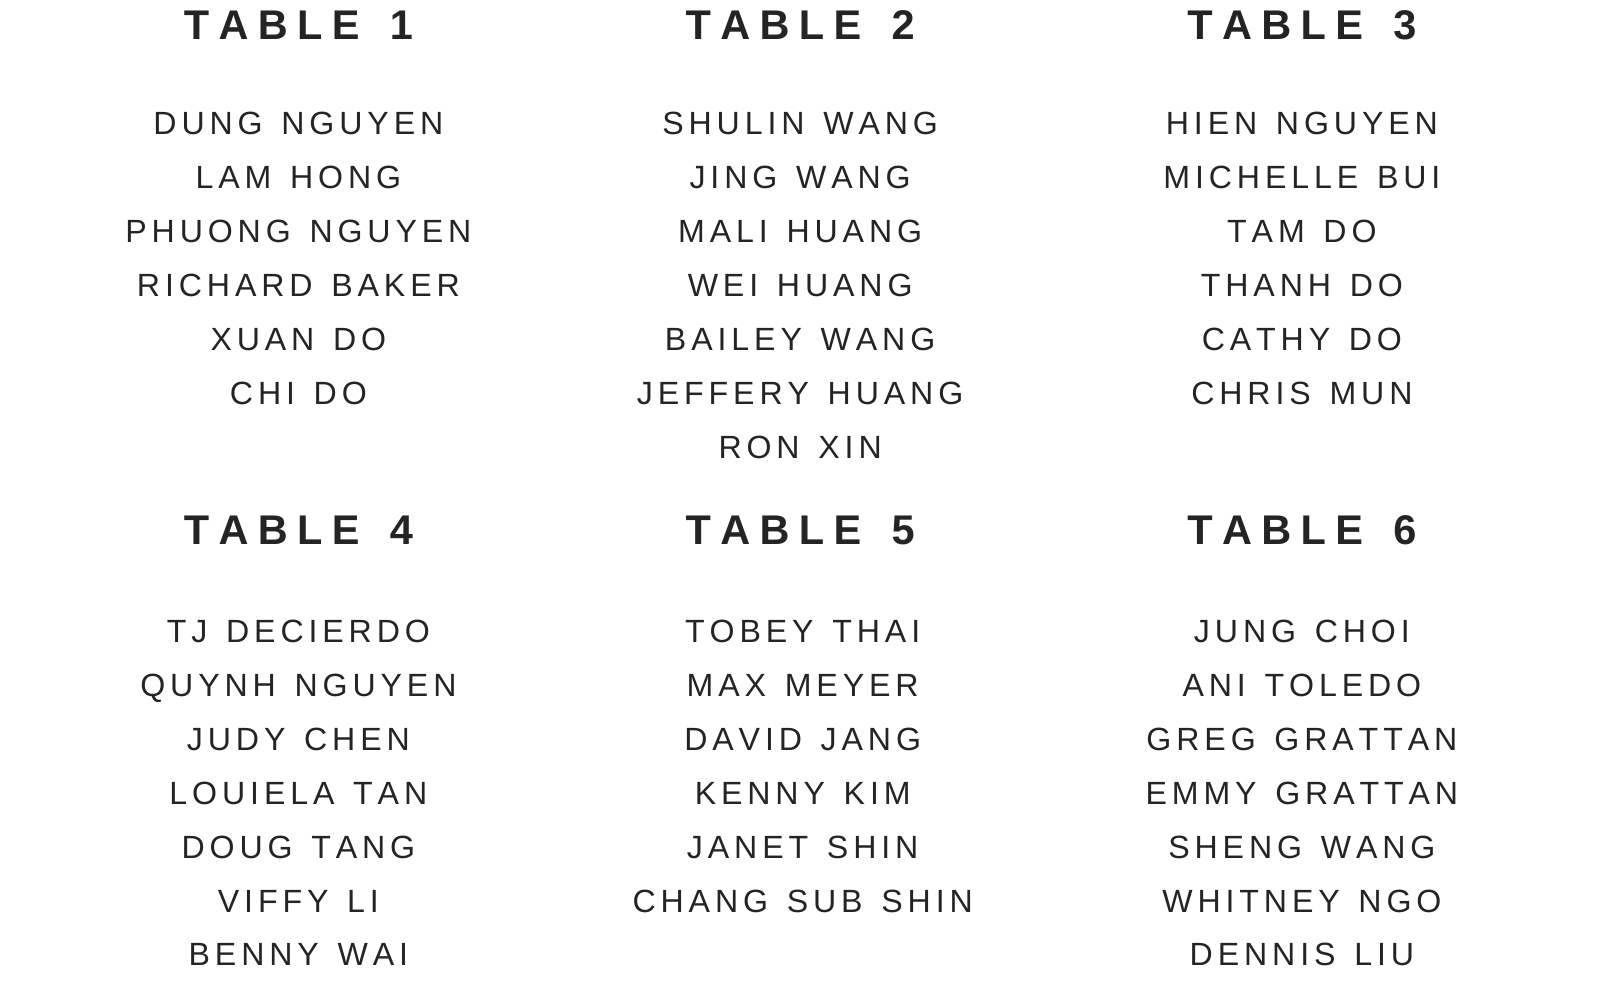 TABLE 1
DUNG NGUYEN
LAM HONG
PHUONG NGUYEN
RICHARD BAKER
XUAN DO
CHI DO
TABLE 2
SHULIN WANG
JING WANG
MALI HUANG
WEI HUANG
BAILEY WANG
JEFFERY HUANG
RON XIN
TABLE 3
HIEN NGUYEN
MICHELLE BUI
TAM DO
THANH DO
CATHY DO
CHRIS MUN
TABLE 4
TJ DECIERDO
QUYNH NGUYEN
JUDY CHEN
LOUIELA TAN
DOUG TANG
VIFFY LI
BENNY WAI
TABLE 5
TOBEY THAI
MAX MEYER
DAVID JANG
KENNY KIM
JANET SHIN
CHANG SUB SHIN
TABLE 6
JUNG CHOI
ANI TOLEDO
GREG GRATTAN
EMMY GRATTAN
SHENG WANG
WHITNEY NGO
DENNIS LIU